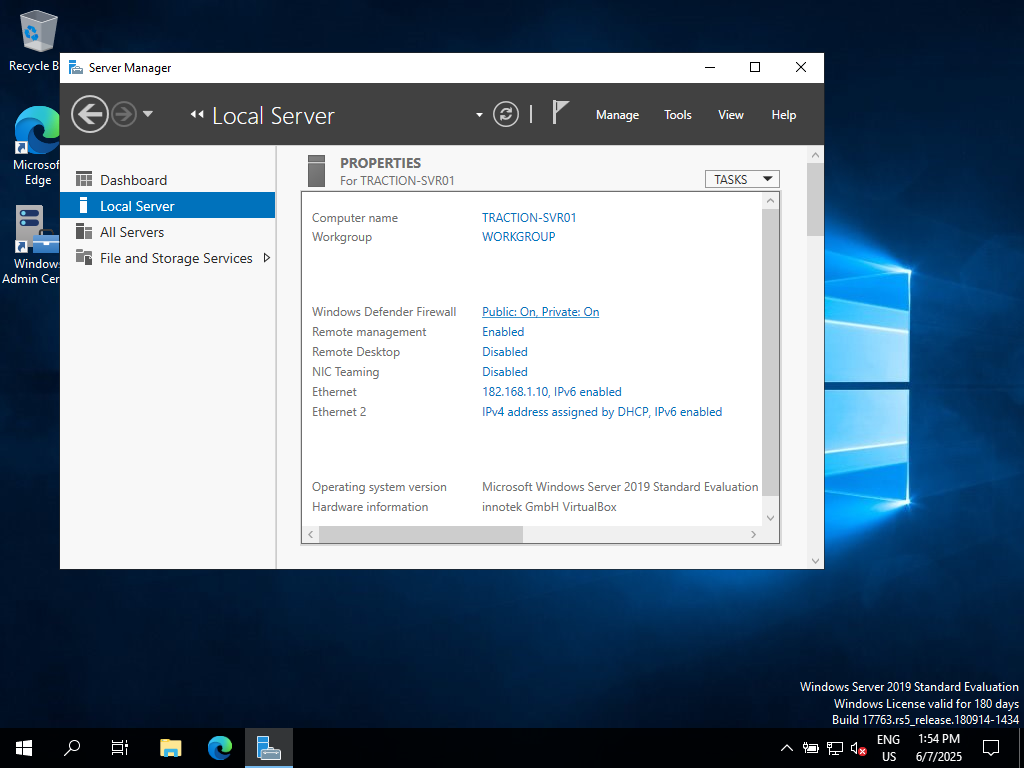 Recycle B
Microsof
Edge
Window
Admin Cen
Server Manager
Local Server
Manage Tools View Help
Dashboard
Local Server
All Servers
File and Storage Services
PROPERTIES
For TRACTION-SVR01
TASKS
Computer name TRACTION-SVR01
Workgroup WORKGROUP
Windows Defender Firewall Public: On, Private: On
Remote management Enabled
Remote Desktop Disabled
NIC Teaming Disabled
Ethernet 182.168.1.10, IPv6 enabled
Ethernet 2 IPv4 address assigned by DHCP, IPv6 enabled
Operating system version Microsoft Windows Server 2019 Standard Evaluation
Hardware information innotek GmbH VirtualBox
Windows Server 2019 Standard Evaluation
Windows License valid for 180 days
Build 17763.rs5_release.180914-1434
ENG
US
1:54 PM
6/7/2025